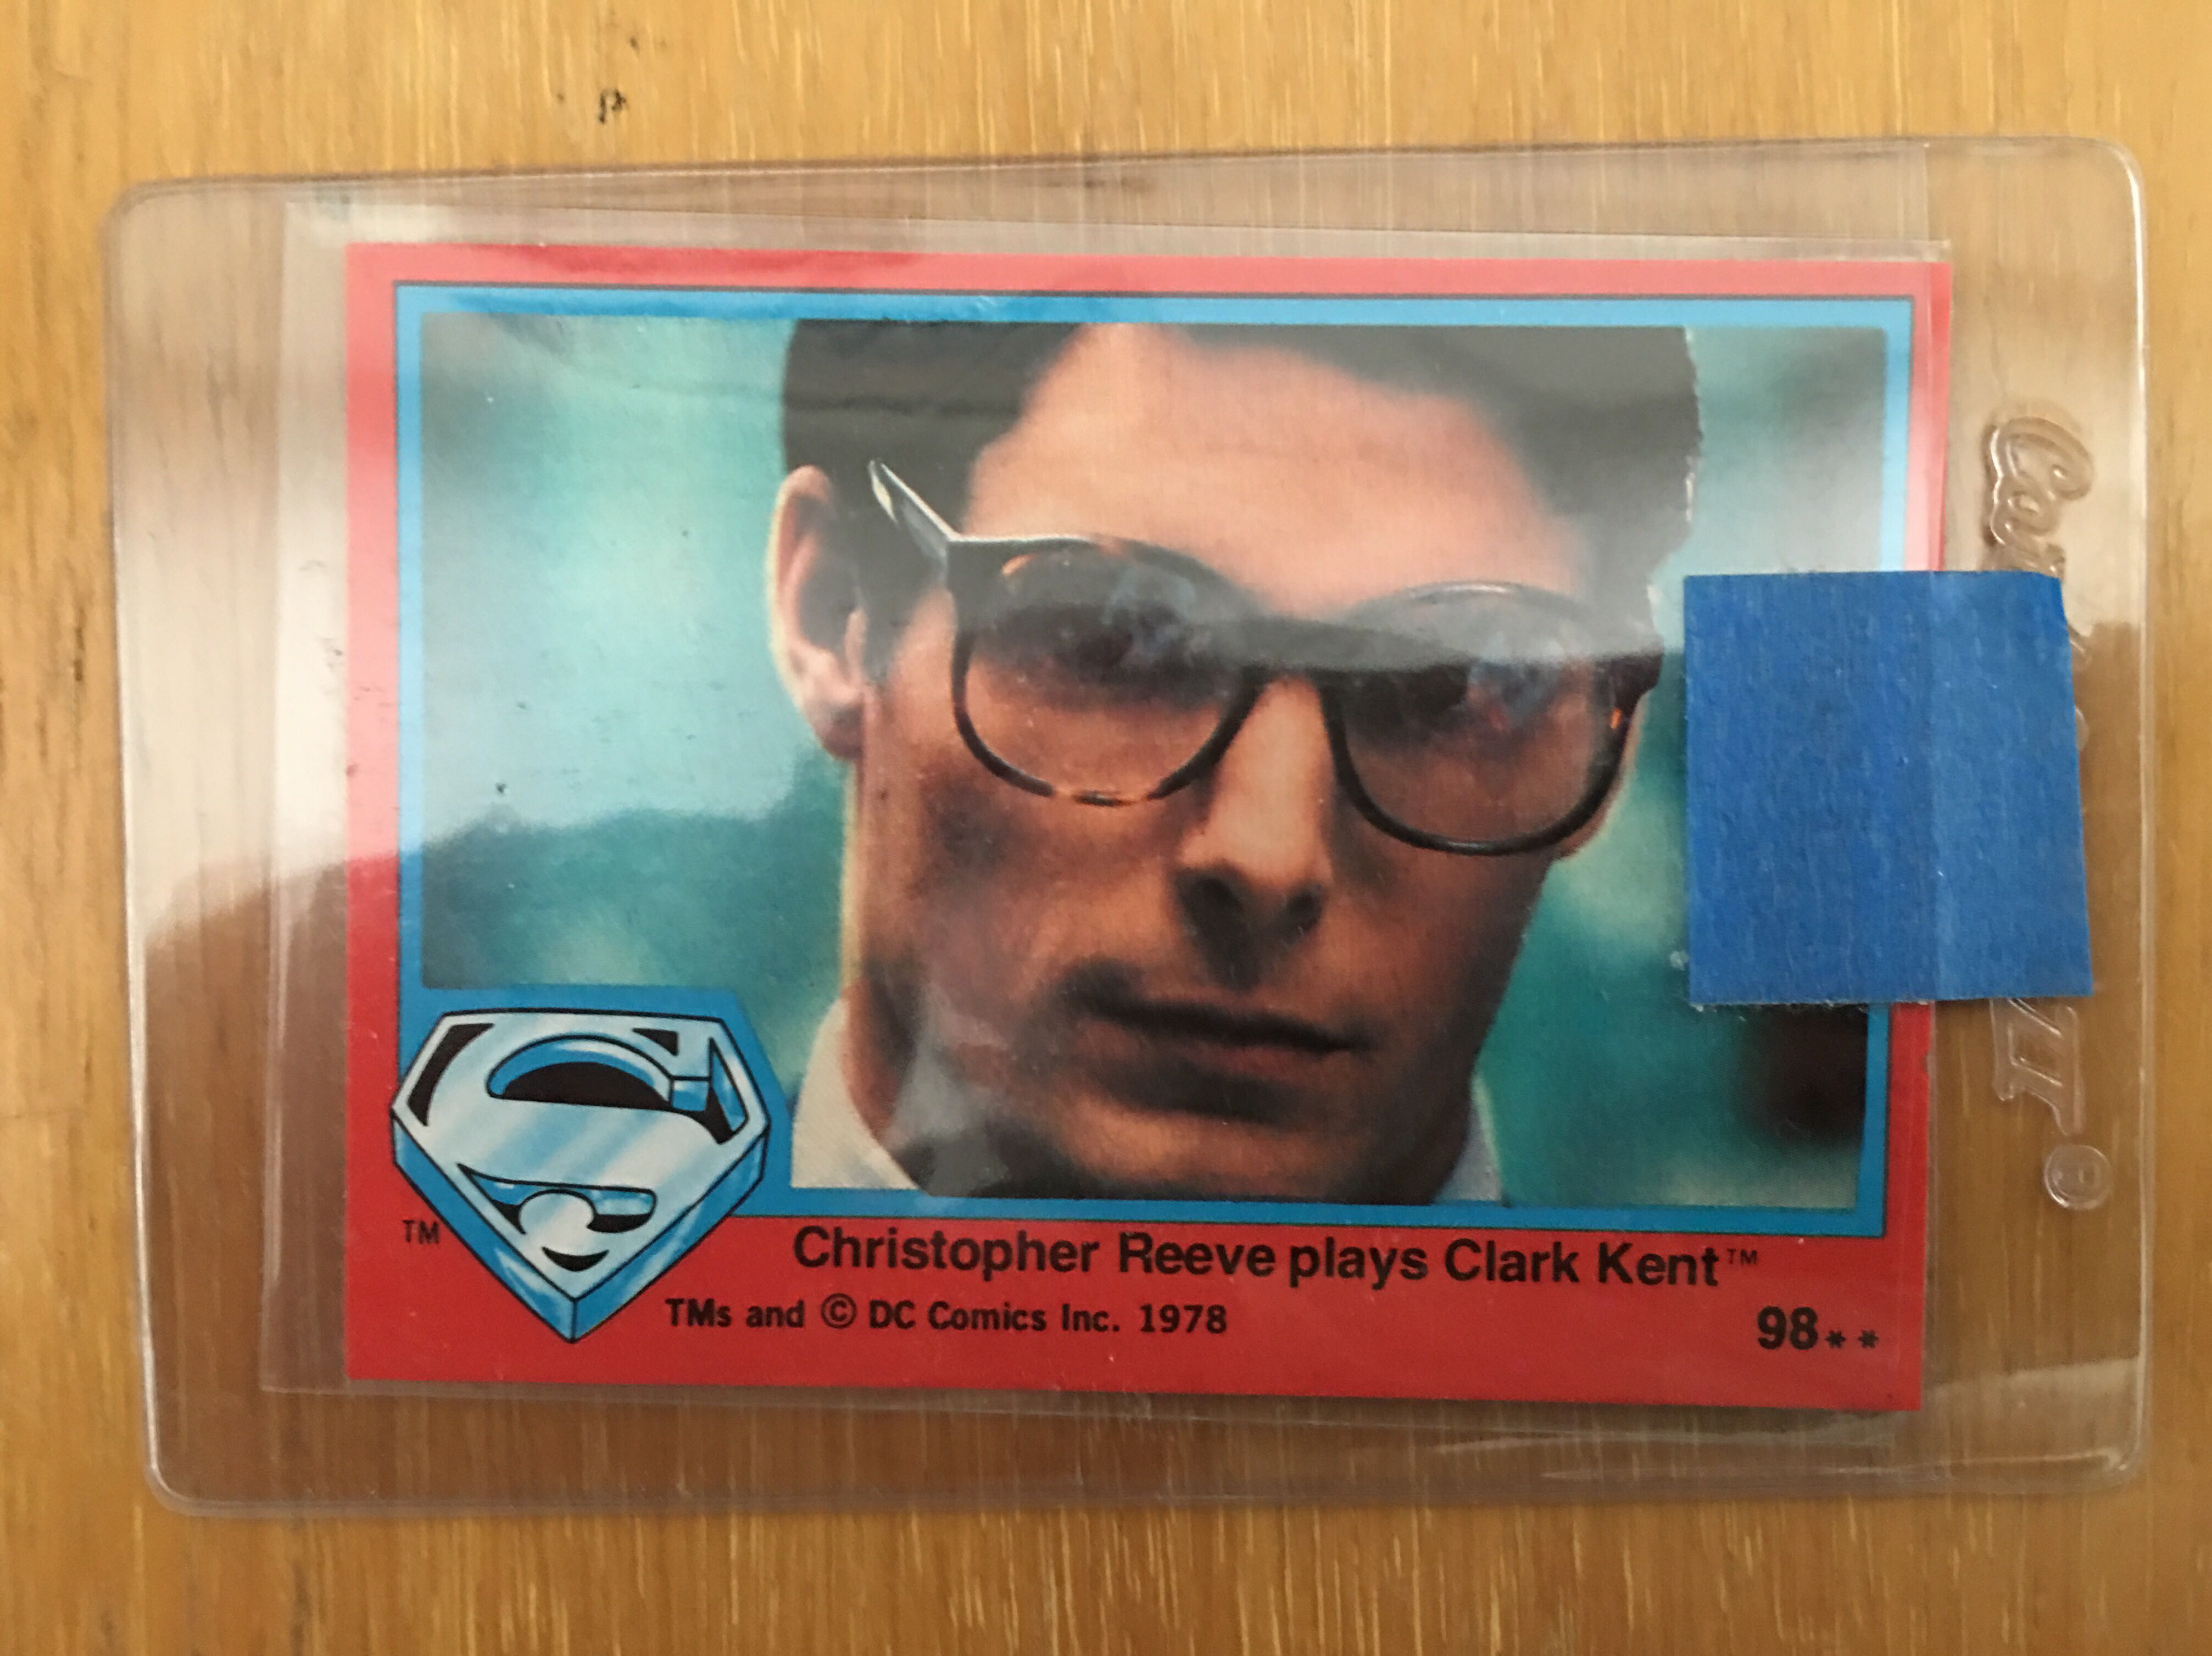 TM
Christopher Reeve plays Clark Kent™
TMs and © DC Comics Inc. 1978
98**